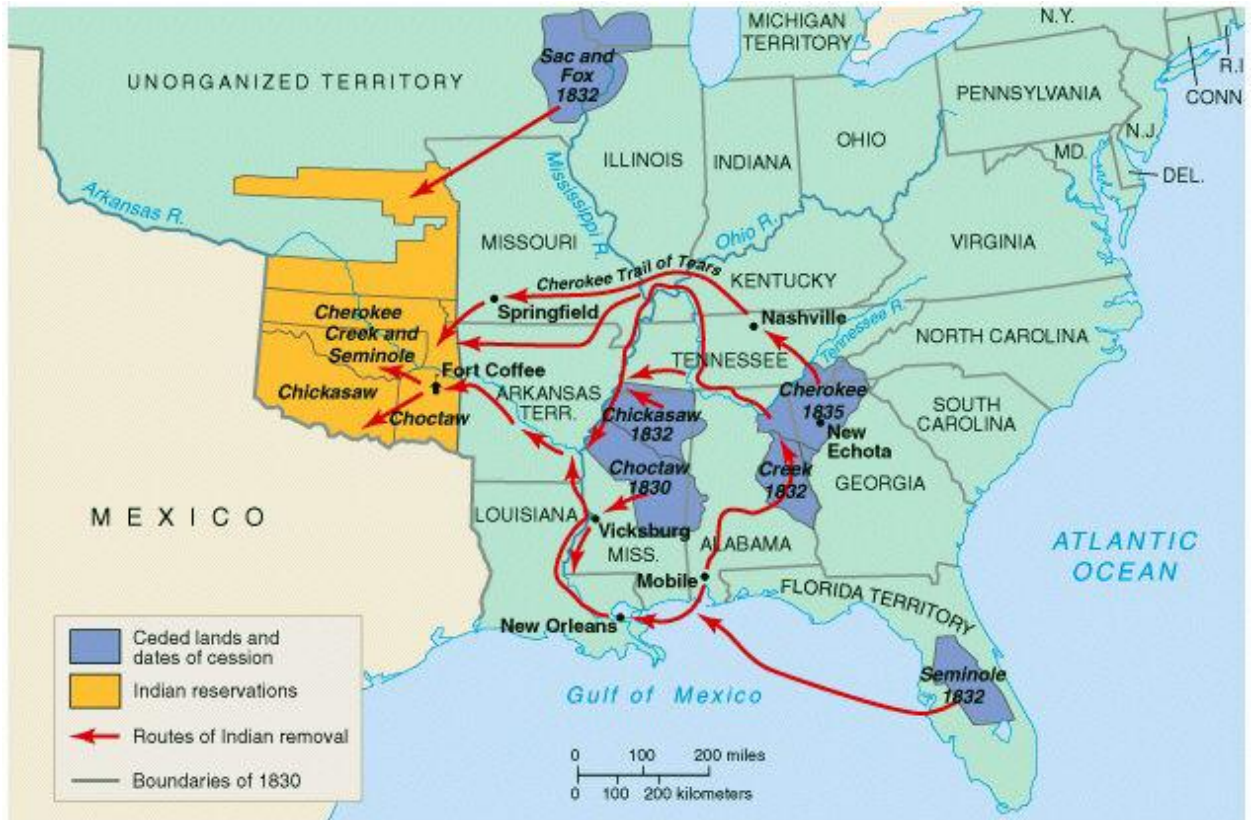 MICHIGAN
TERRITORY
N.Y.
R.I
CONN.
Sac and
Fox
1832
UNORGANIZED TERRITORY
PENNSYLVANIA
N.J.
OHIO
MD.
DEL.
ILLINOIS
INDIANA
Mississippi R.
Arkansas R.
Ohio R.
MISSOURI
VIRGINIA
Cherokee Trail of Tears
KENTUCKY
Springfield
Nashville
Tennessee R.
NORTH CAROLINA
Cherokee
Creek and
Seminole
TENNESSEE
Fort Coffee
Chickasaw
Choctaw
ARKANSAS
TERR.
Chickasaw
1832
Cherokee
1835
New
Echota
SOUTH
CAROLINA
Choctaw
1830
Creek
1832
GEORGIA
MEXICO
LOUISIANA
Vicksburg
MISS.
ALABAMA
ATLANTIC
OCEAN
Mobile
FLORIDA TERRITORY
New Orleans
Seminole
1832
Gulf of Mexico
Ceded lands and
dates of cession
Indian reservations
Routes of Indian removal
Boundaries of 1830
0 100 200 miles
0 100 200 kilometers